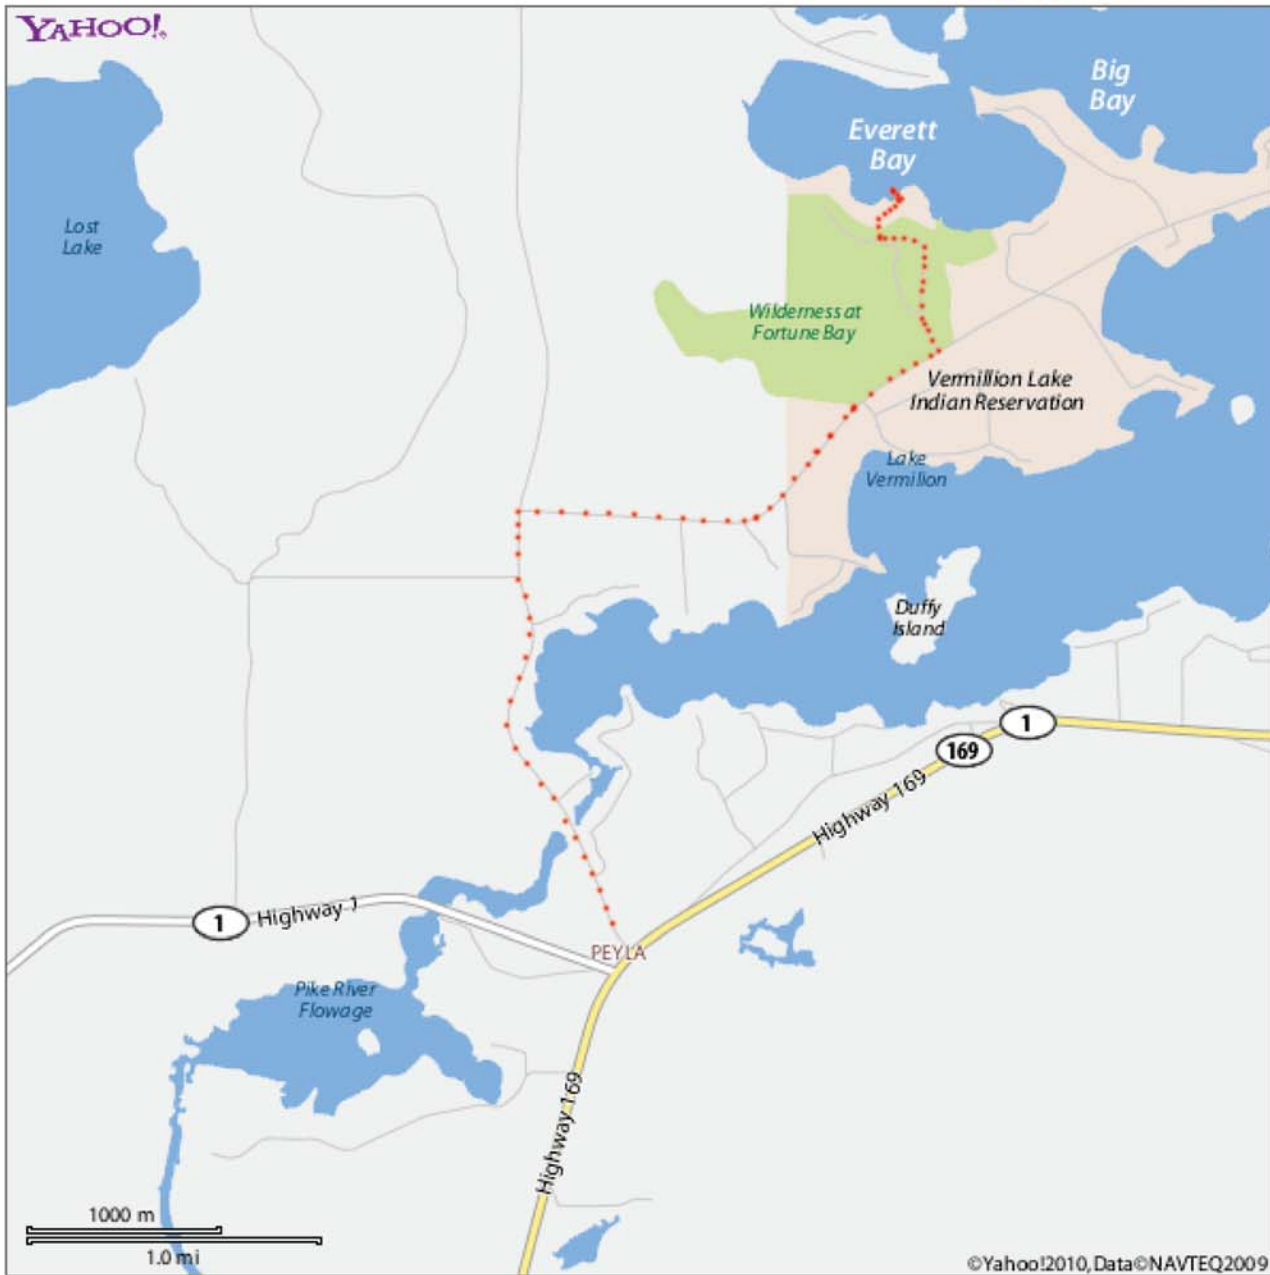 YAHOO!®
Big
Bay
Everett
Bay
Lost
Lake
Wilderness at
Fortune Bay
Vermillion Lake
Indian Reservation
Lake
Vermilion
Duffy
Island
1
169
Highway 169
1
Highway 1
PEYLA
Pike River
Flowage
Highway 169
1000 m
1.0 mi
©Yahoo!2010, Data©NAVTEQ2009